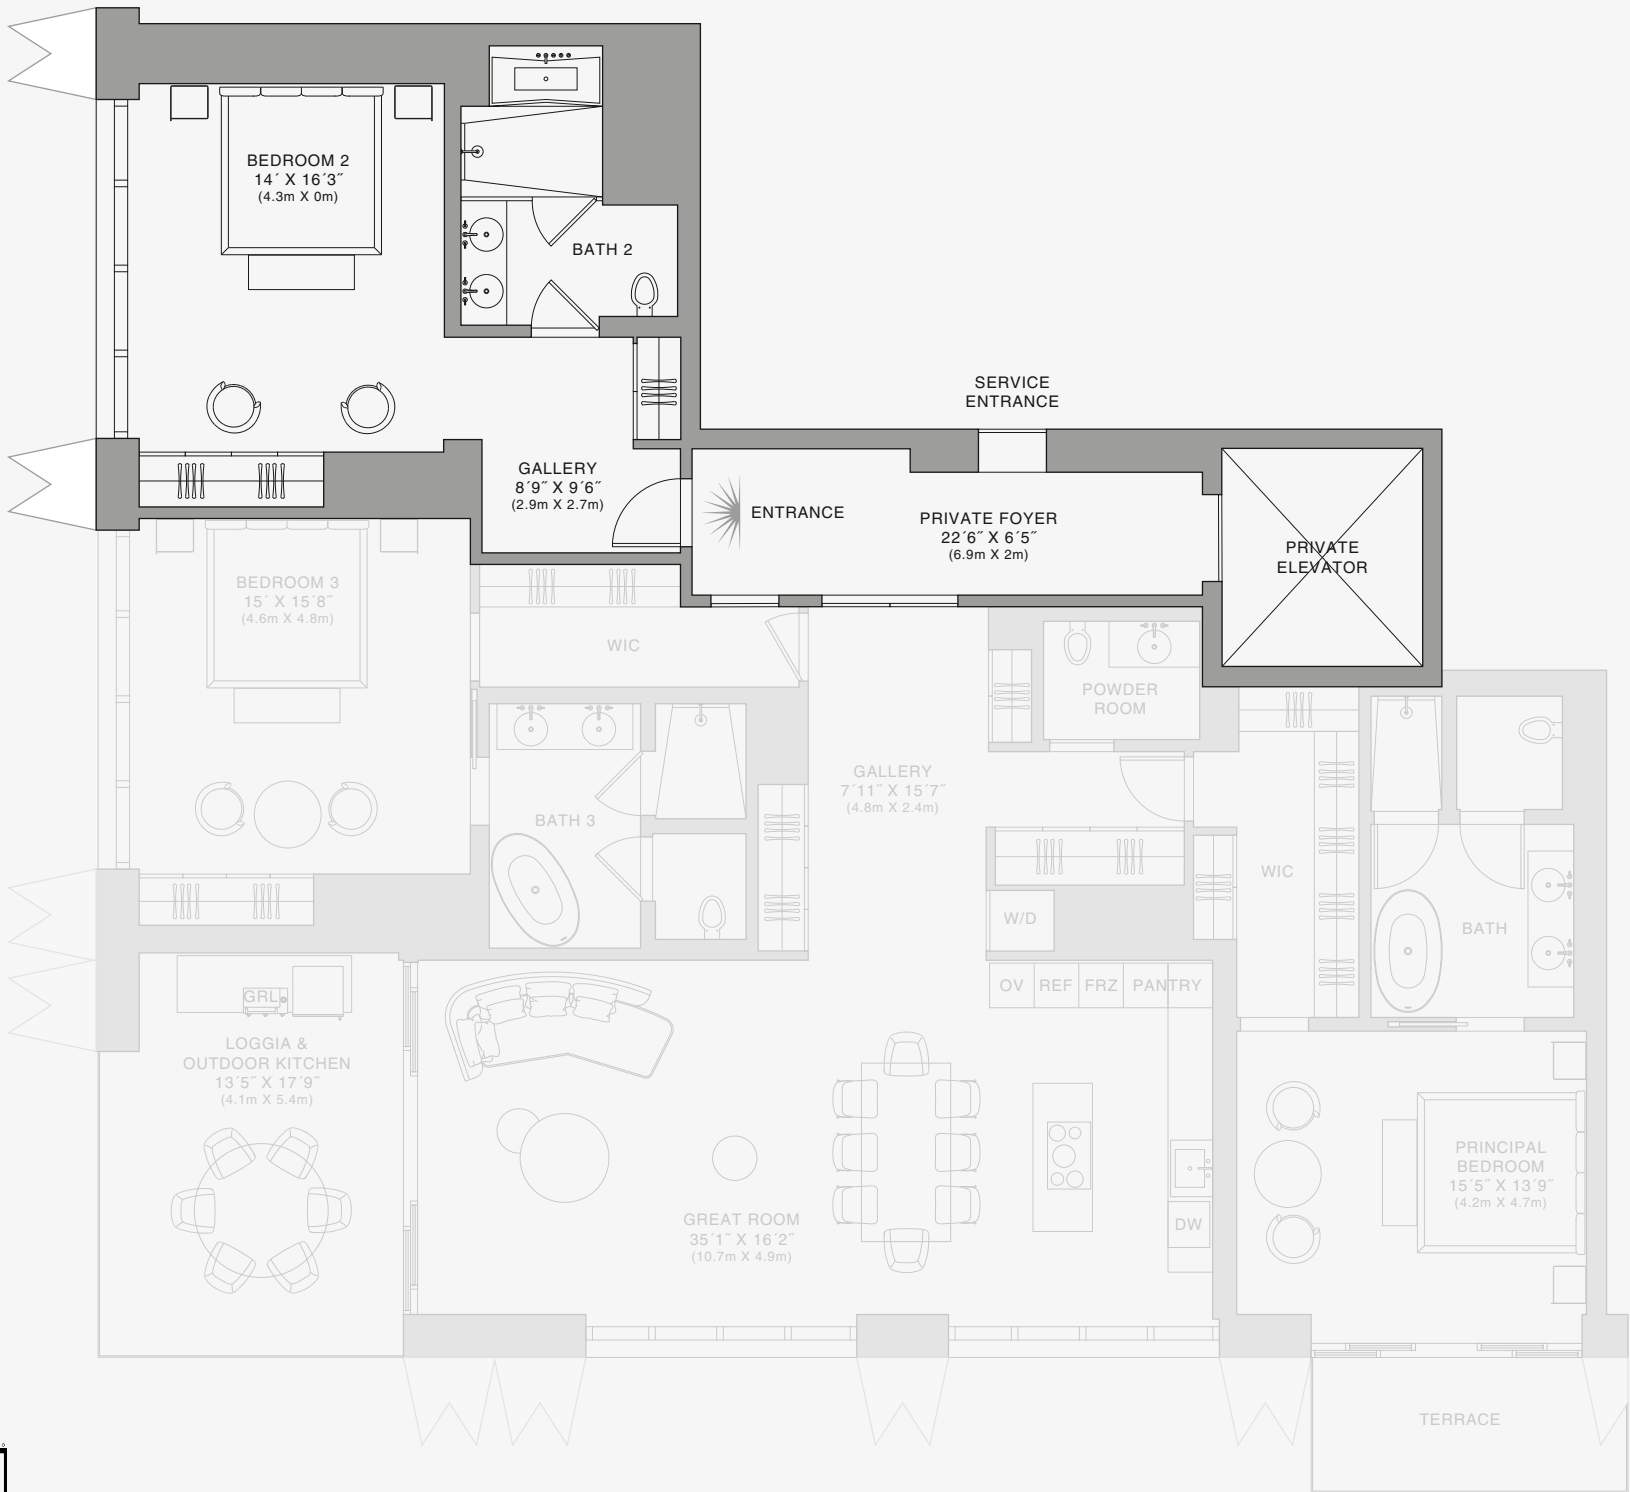 BEDROOM 2
14´ X 16´3˝
(4.3m X 0m)
BATH 2
SERVICE
ENTRANCE
GALLERY
8´9˝ X 9´6˝
(2.9m X 2.7m)
ENTRANCE
PRIVATE FOYER
22´6˝ X 6´5˝
(6.9m X 2m)
PRIVATE
ELEVATOR
BEDROOM 3
15´ X 15´8˝
(4.6m X 4.8m)
WIC
POWDER
ROOM
GALLERY
7´11˝ X 15´7˝
(4.8m X 2.4m)
BATH 3
WIC
W/D
BATH
OV
REF
FRZ
PANTRY
GRL
LOGGIA &
OUTDOOR KITCHEN
13´5˝ X 17´9˝
(4.1m X 5.4m)
PRINCIPAL
BEDROOM
15´5˝ X 13´9˝
(4.2m X 4.7m)
GREAT ROOM
35´1˝ X 16´2˝
(10.7m X 4.9m)
DW
TERRACE